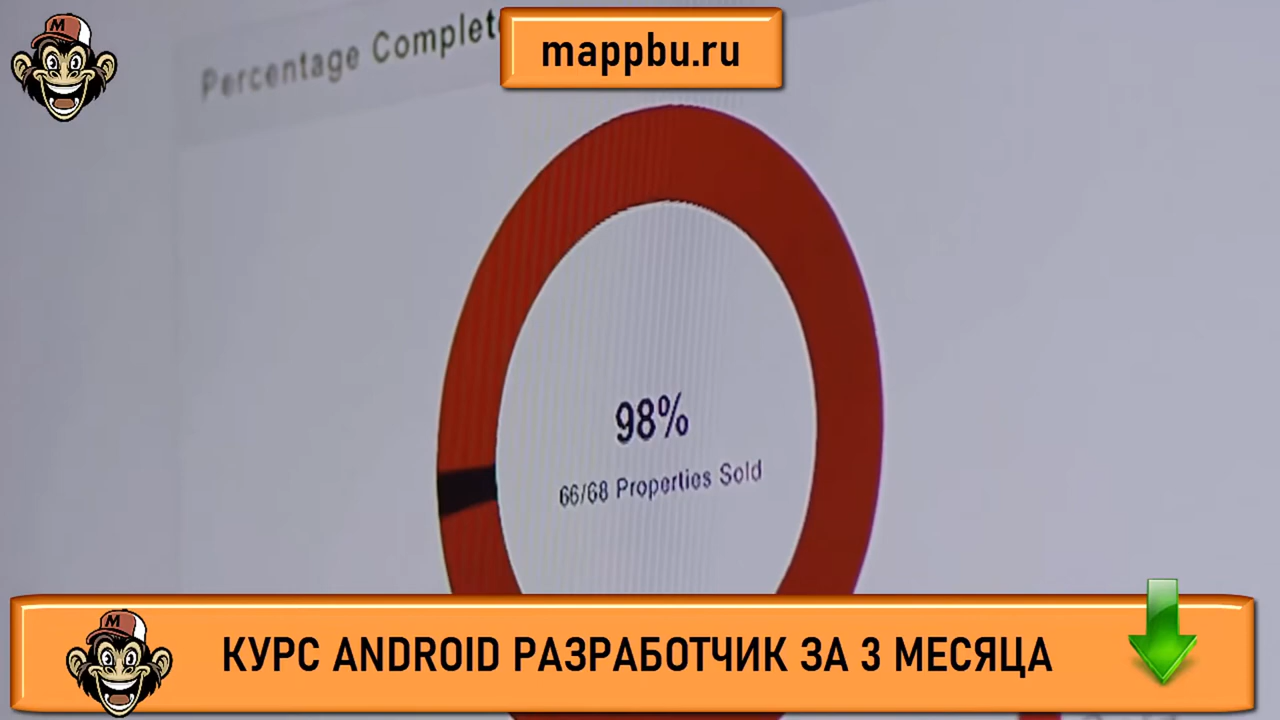 Percentage Complete
mappbu.ru
98%
66/68 Properties Sold
КУРС ANDROID РАЗРАБОТЧИК ЗА 3 МЕСЯЦА